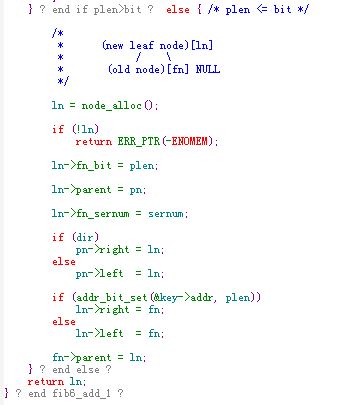 } ? end if plen>bit ? else { /* plen <= bit */
/*
* (new leaf node)[ln]
* / \
* (old node)[fn] NULL
*/
ln = node_alloc();
if (!ln)
return ERR_PTR(-ENOMEM);
ln->fn_bit = plen;
ln->parent = pn;
ln->fn_sernum = sernum;
if (dir)
pn->right = ln;
else
pn->left = ln;
if (addr_bit_set(&key->addr, plen))
ln->right = fn;
else
ln->left = fn;
fn->parent = ln;
} ? end else ?
return ln;
} ? end fib6_add_1 ?